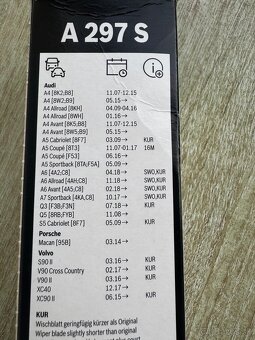 A 297 S
Audi
A4 [8K2;B8] 11.07-12.15
A4 [8W2;B9] 05.15→
A4 Allroad [8KH] 04.09-04.16
A4 Allroad [8WH] 01.16→
A4 Avant [8K5;B8] 11.07-12.15
A4 Avant [8W5;B9] 05.15→
A5 Cabriolet [8F7] 03.09→ KUR
A5 Coupé [8T3] 11.07-01.17 16M
A5 Coupé [F53] 06.16→
A5 Sportback [8TA;F5A] 05.09→
A6 [4A2;C8] 04.18→ SWO,KUR
A6 Allroad [4AH;C8] 11.18→ SWO,KUR
A6 Avant [4A5;C8] 02.18→ SWO,KUR
A7 Sportback [4KA,C8] 10.17→ SWO,KUR
Q3 [F3B;F3N] 07.18→ KUR
Q5 [8RB,FYB] 11.08→ KUR
S5 Cabriolet [8F7] 03.09→ KUR
Porsche
Macan [95B] 03.14→
Volvo
S90 II 03.16→ KUR
V90 Cross Country 02.17→ KUR
V90 II 03.16→ KUR
XC40 12.17→ KUR
XC90 II 06.15→ KUR
KUR
Wischblatt geringfügig kürzer als Original
Wiper blade slightly shorter than original